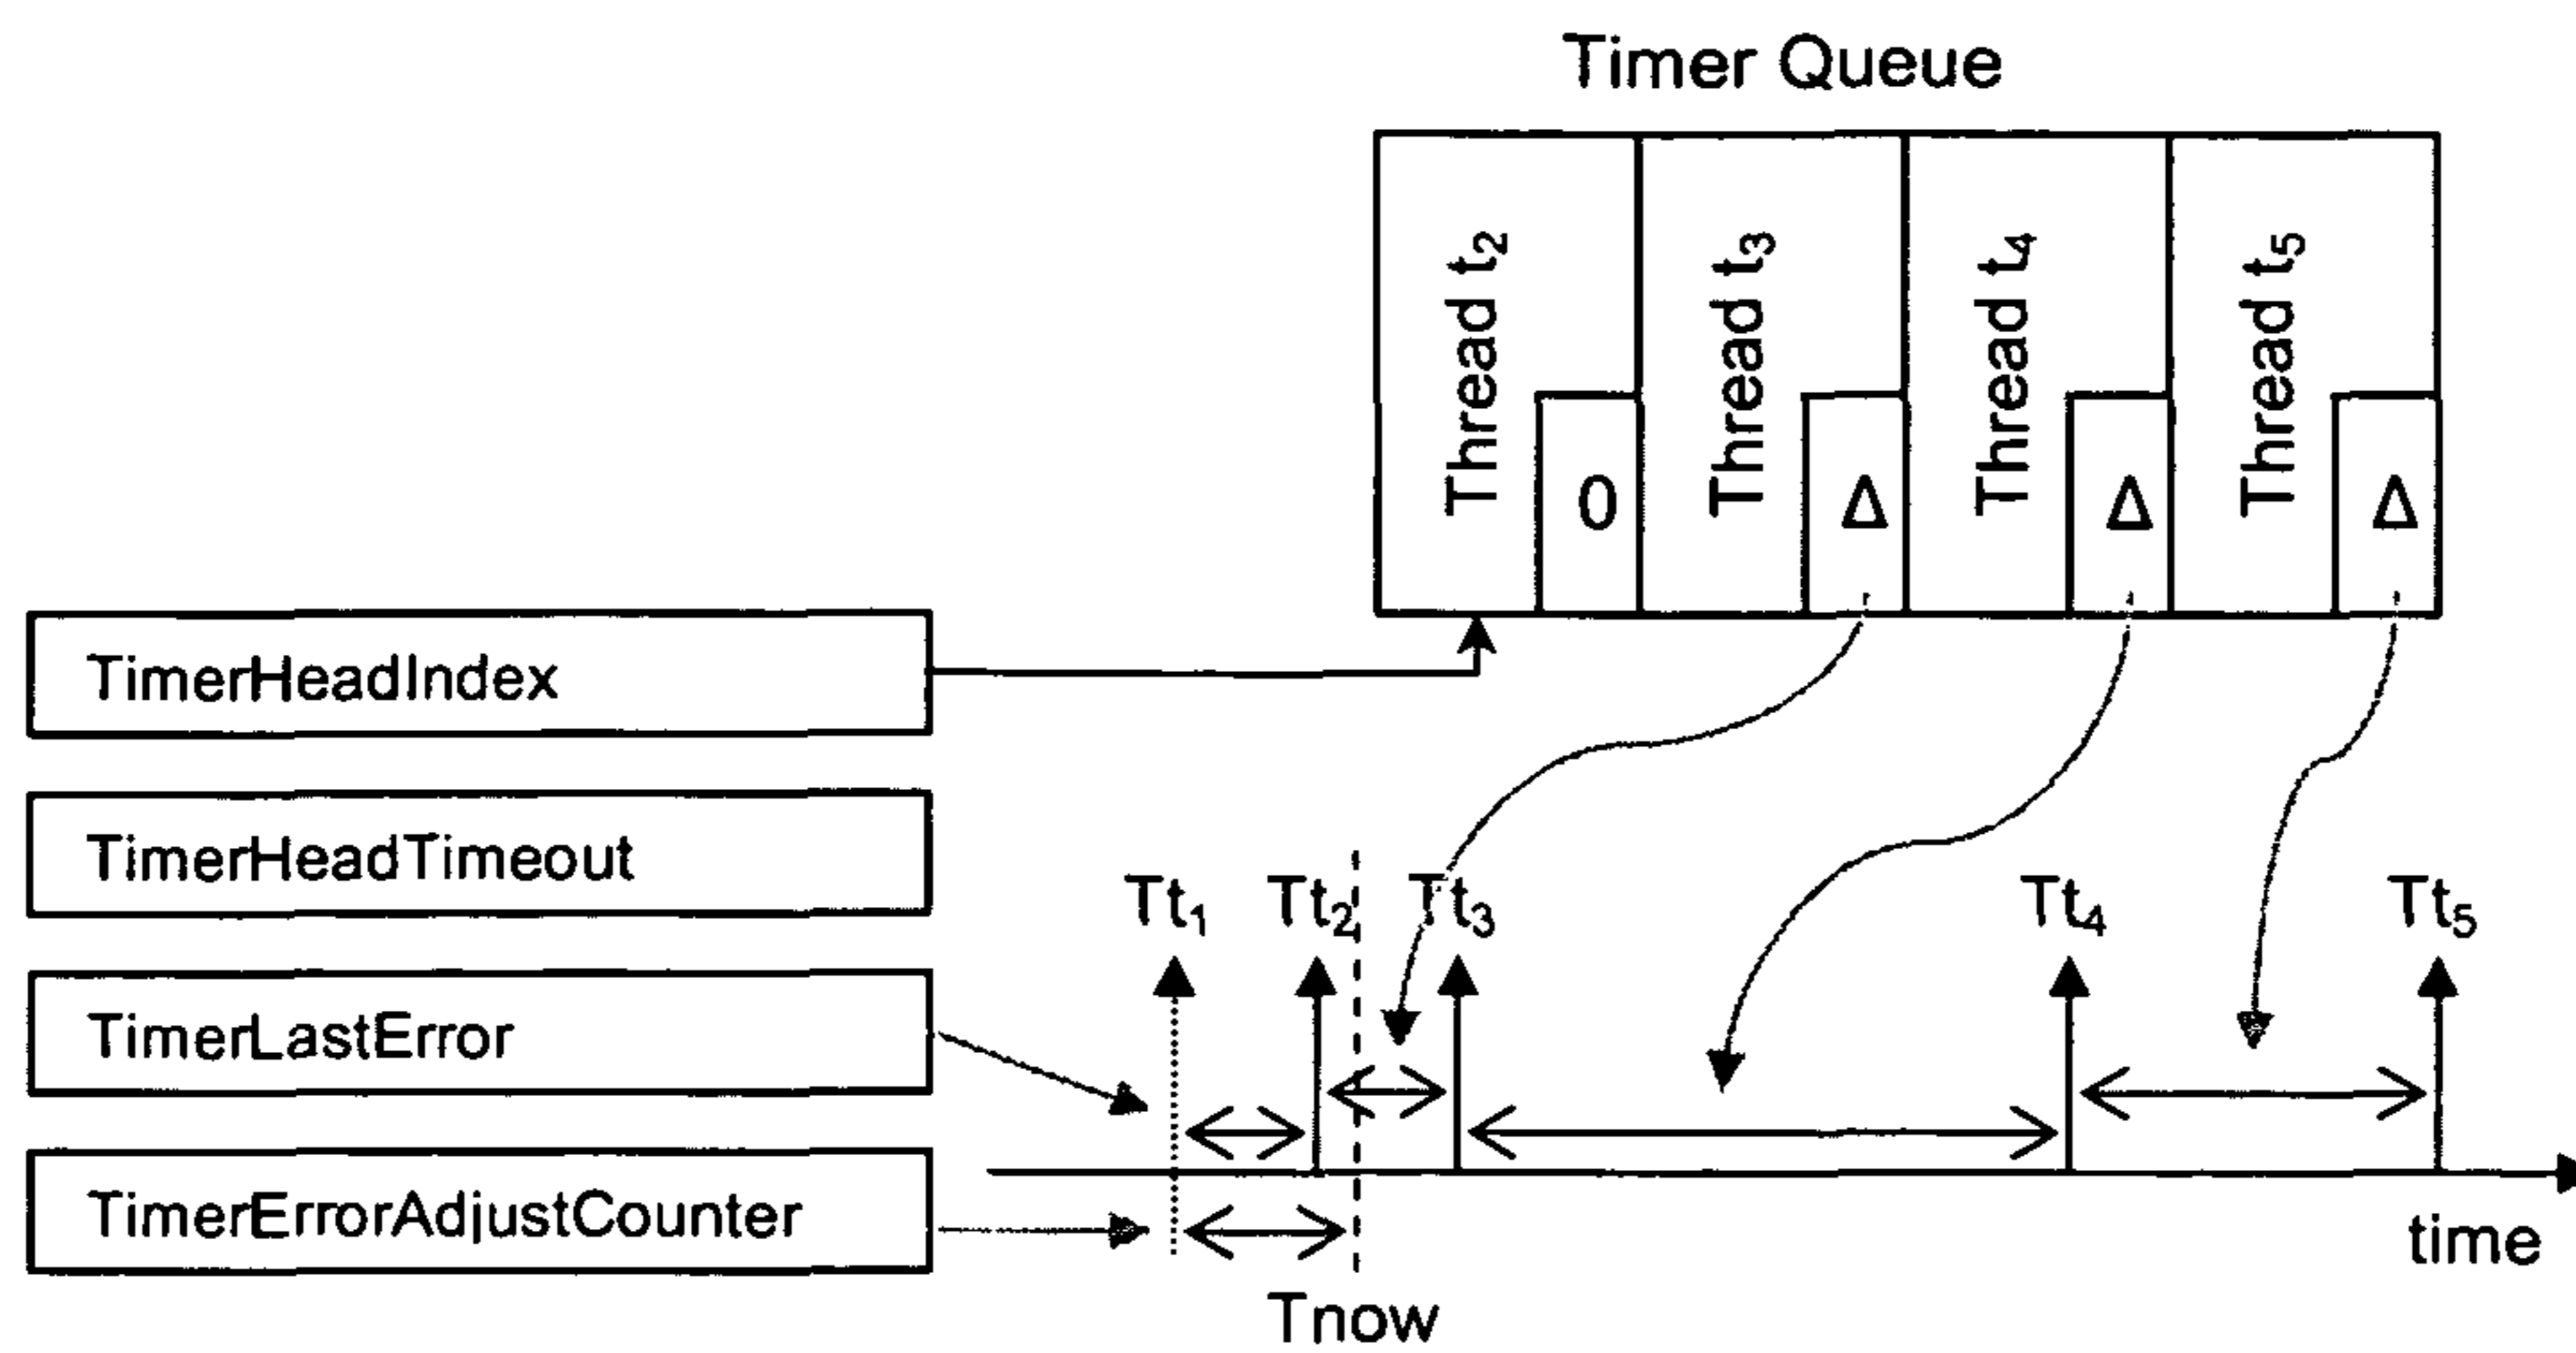 Timer Queue
Thread t₂
0
Thread t₃
Δ
Thread t₄
Δ
Thread t₅
Δ
TimerHeadIndex
TimerHeadTimeout
TimerLastError
TimerErrorAdjustCounter
Tt₁
Tt₂
Tt₃
Tt₄
Tt₅
time
Tnow